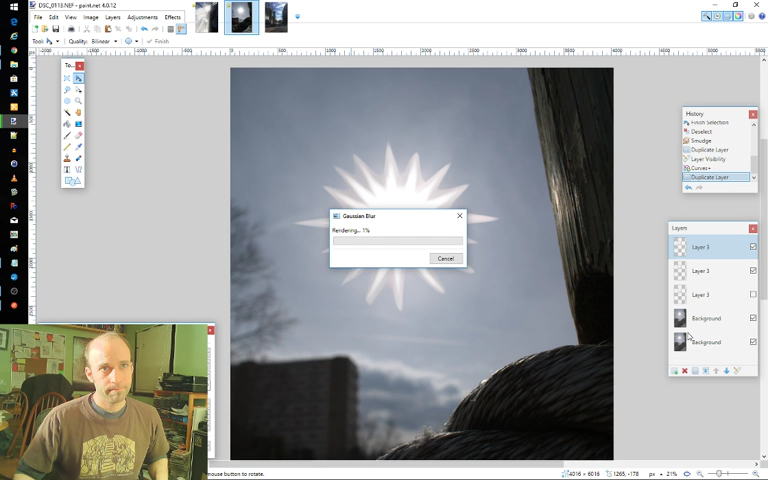 DSC_0113.NEF - paint.net 4.0.12
File Edit View Image Layers Adjustments Effects
Tool: Quality: Bilinear Finish
To...
History
Finish Selection
Deselect
Smudge
Duplicate Layer
Layer Visibility
Curves+
Duplicate Layer
Gaussian Blur
Rendering... 1%
Cancel
Layers
Layer 3
Layer 3
Layer 3
Background
Background
mouse button to rotate.
4016 × 6016 1265, -178 px 21%